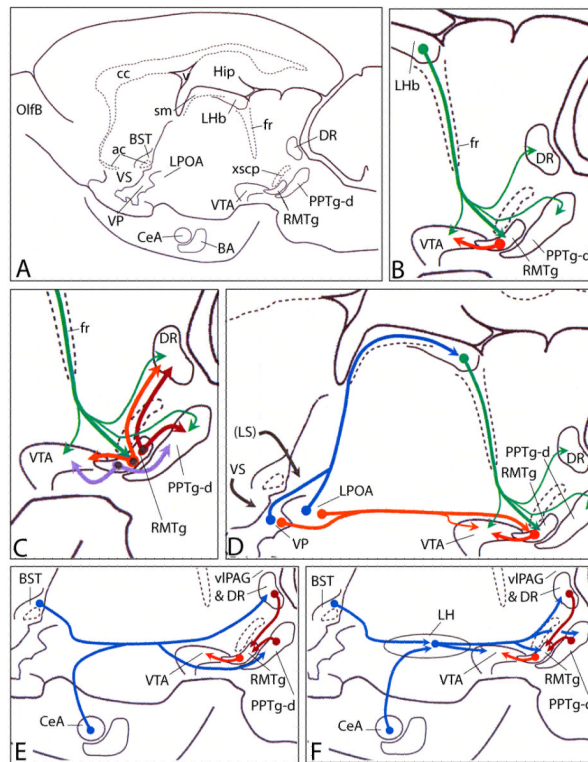 cc
v
Hip
OlfB
sm
LHb
fr
BST
ac
DR
VS
LPOA
xscp
VP
VTA
PPTg-d
RMTg
CeA
BA
A
LHb
fr
DR
VTA
PPTg-d
RMTg
B
fr
DR
VTA
PPTg-d
RMTg
C
(LS)
VS
LPOA
VP
PPTg-d
RMTg
DR
VTA
D
BST
vlPAG
& DR
VTA
RMTg
PPTg-d
CeA
E
BST
vlPAG
& DR
LH
VTA
RMTg
PPTg-d
CeA
F